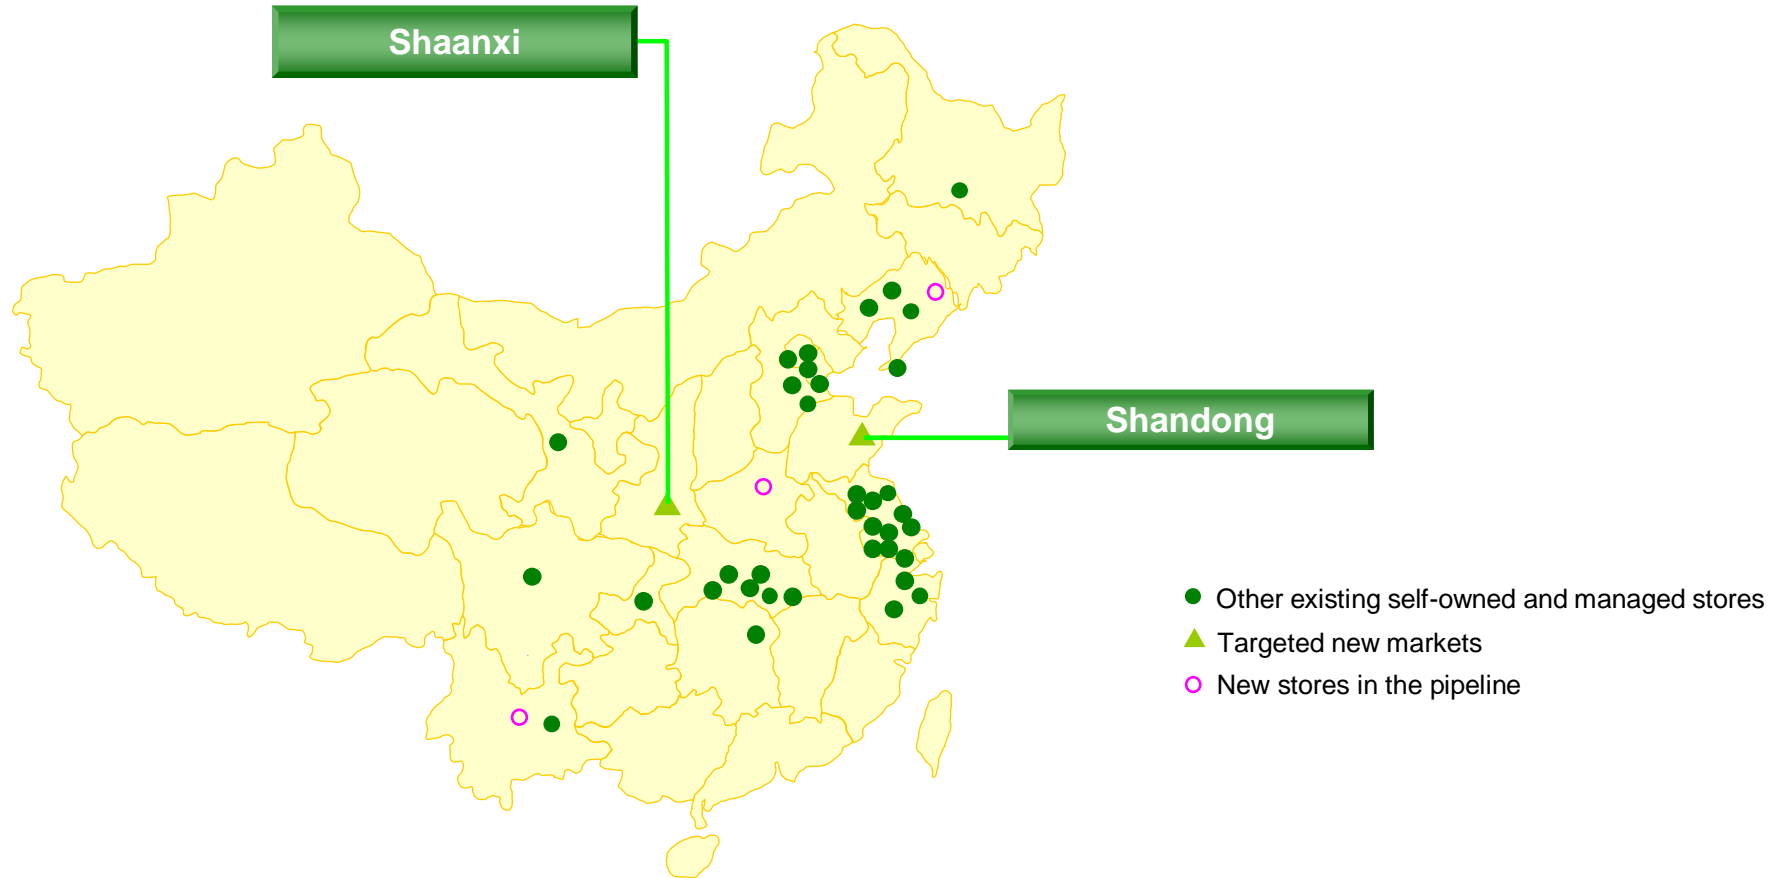 Shaanxi
Shandong
Other existing self-owned and managed stores
Targeted new markets
New stores in the pipeline